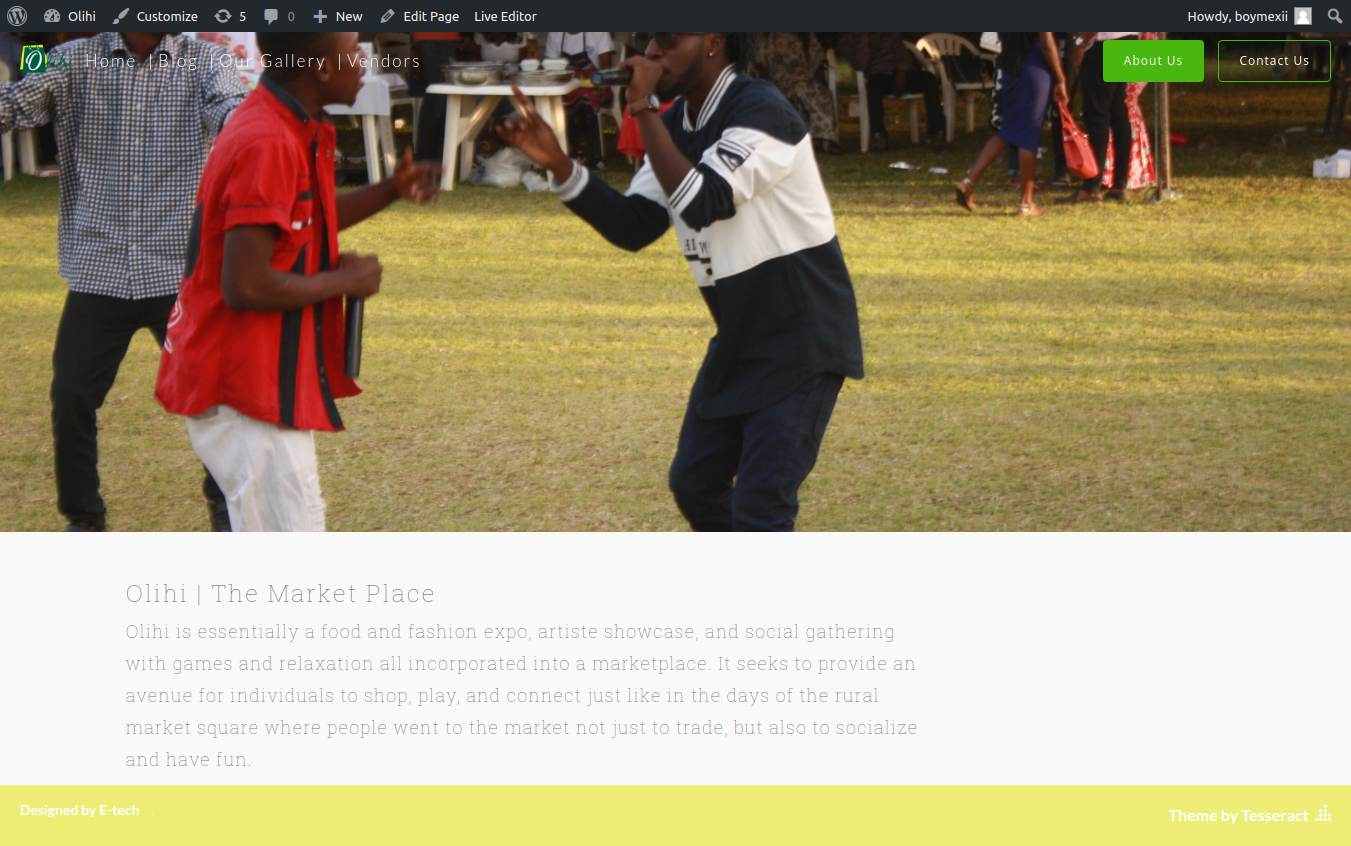 Olihi Customize 5 0 New Edit Page Live Editor Howdy, boymexii
Home | Blog | Our Gallery | Vendors About Us Contact Us
Olihi | The Market Place
Olihi is essentially a food and fashion expo, artiste showcase, and social gathering
with games and relaxation all incorporated into a marketplace. It seeks to provide an
avenue for individuals to shop, play, and connect just like in the days of the rural
market square where people went to the market not just to trade, but also to socialize
and have fun.
Designed by E-tech Theme by Tesseract